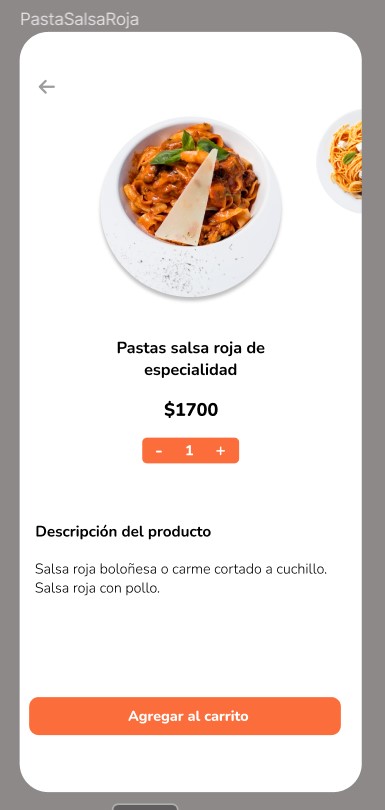 PastaSalsaRoja
Pastas salsa roja de
especialidad
$1700
- 1 +
Descripción del producto
Salsa roja boloñesa o carme cortado a cuchillo.
Salsa roja con pollo.
Agregar al carrito